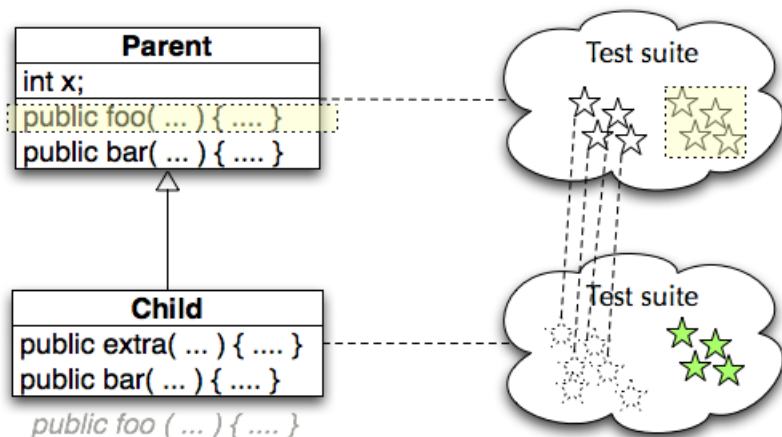 Parent
int x;
public foo( ... ) { .... }
public bar( ... ) { .... }
Test suite
Child
public extra( ... ) { .... }
public bar( ... ) { .... }
public foo ( ... ) { .... }
Test suite